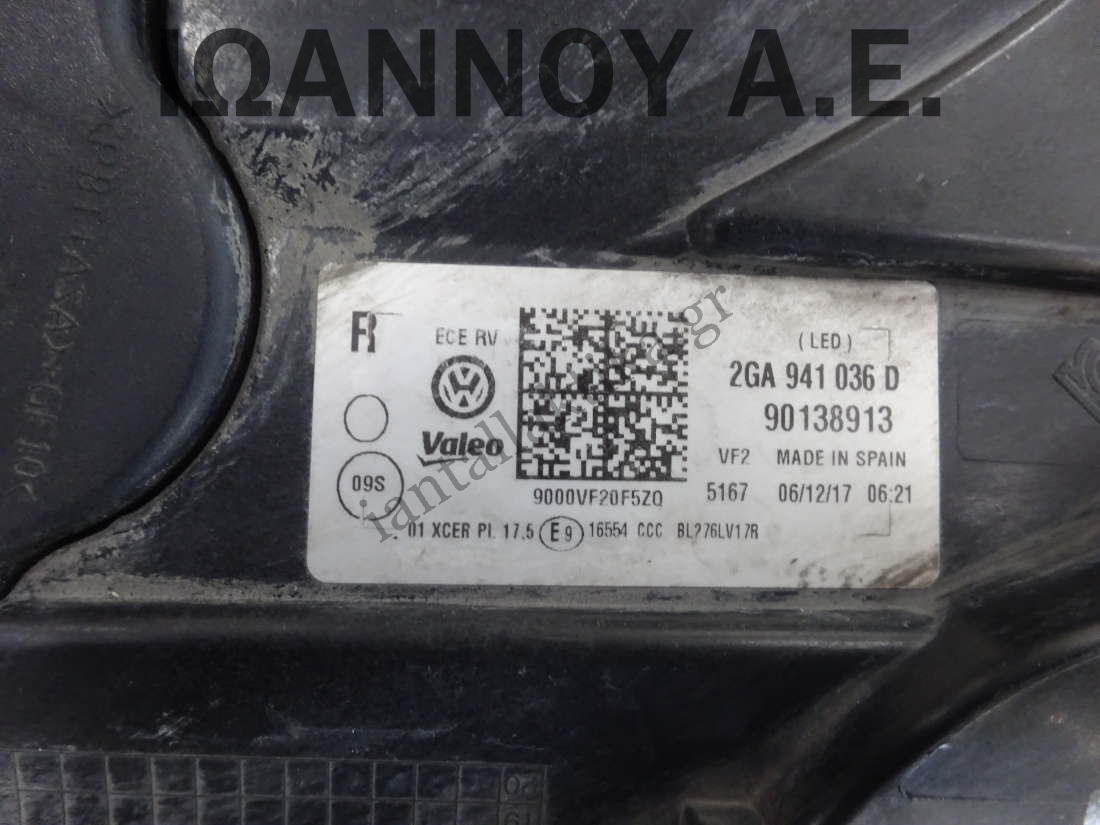 ΙΩΑΝΝΟΥ Α.Ε.
R
ECE RV
(LED)
2GA 941 036 D
90138913
Valeo
VF2 MADE IN SPAIN
09S
9000VF20F5ZQ
5167 06/12/17 06:21
01 XCER PI. 17.5 E9 16554 CCC BL276LV17R